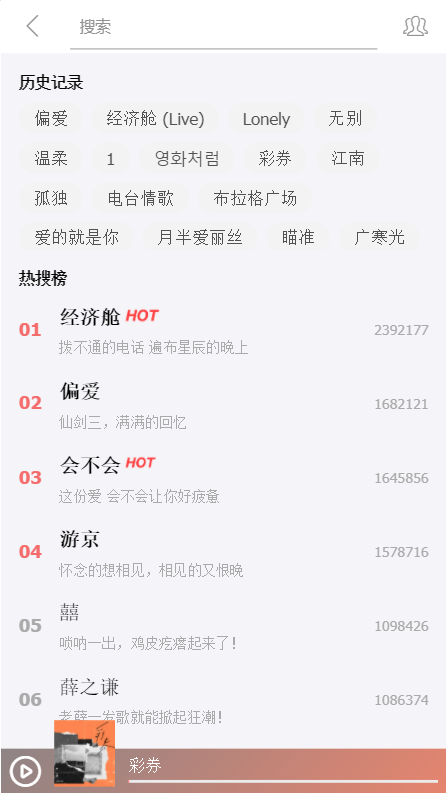 搜索
历史记录
偏爱 经济舱 (Live) Lonely 无别
温柔 1 영화처럼 彩券 江南
孤独 电台情歌 布拉格广场
爱的就是你 月半爱丽丝 瞄准 广寒光
热搜榜
01 经济舱 HOT 2392177
拨不通的电话 遍布星辰的晚上
02 偏爱 1682121
仙剑三，满满的回忆
03 会不会 HOT 1645856
这份爱 会不会让你好疲惫
04 游京 1578716
怀念的想相见，相见的又恨晚
05 囍 1098426
唢呐一出，鸡皮疙瘩起来了！
06 薛之谦 1086374
老薛一发歌就能掀起狂潮！
彩券